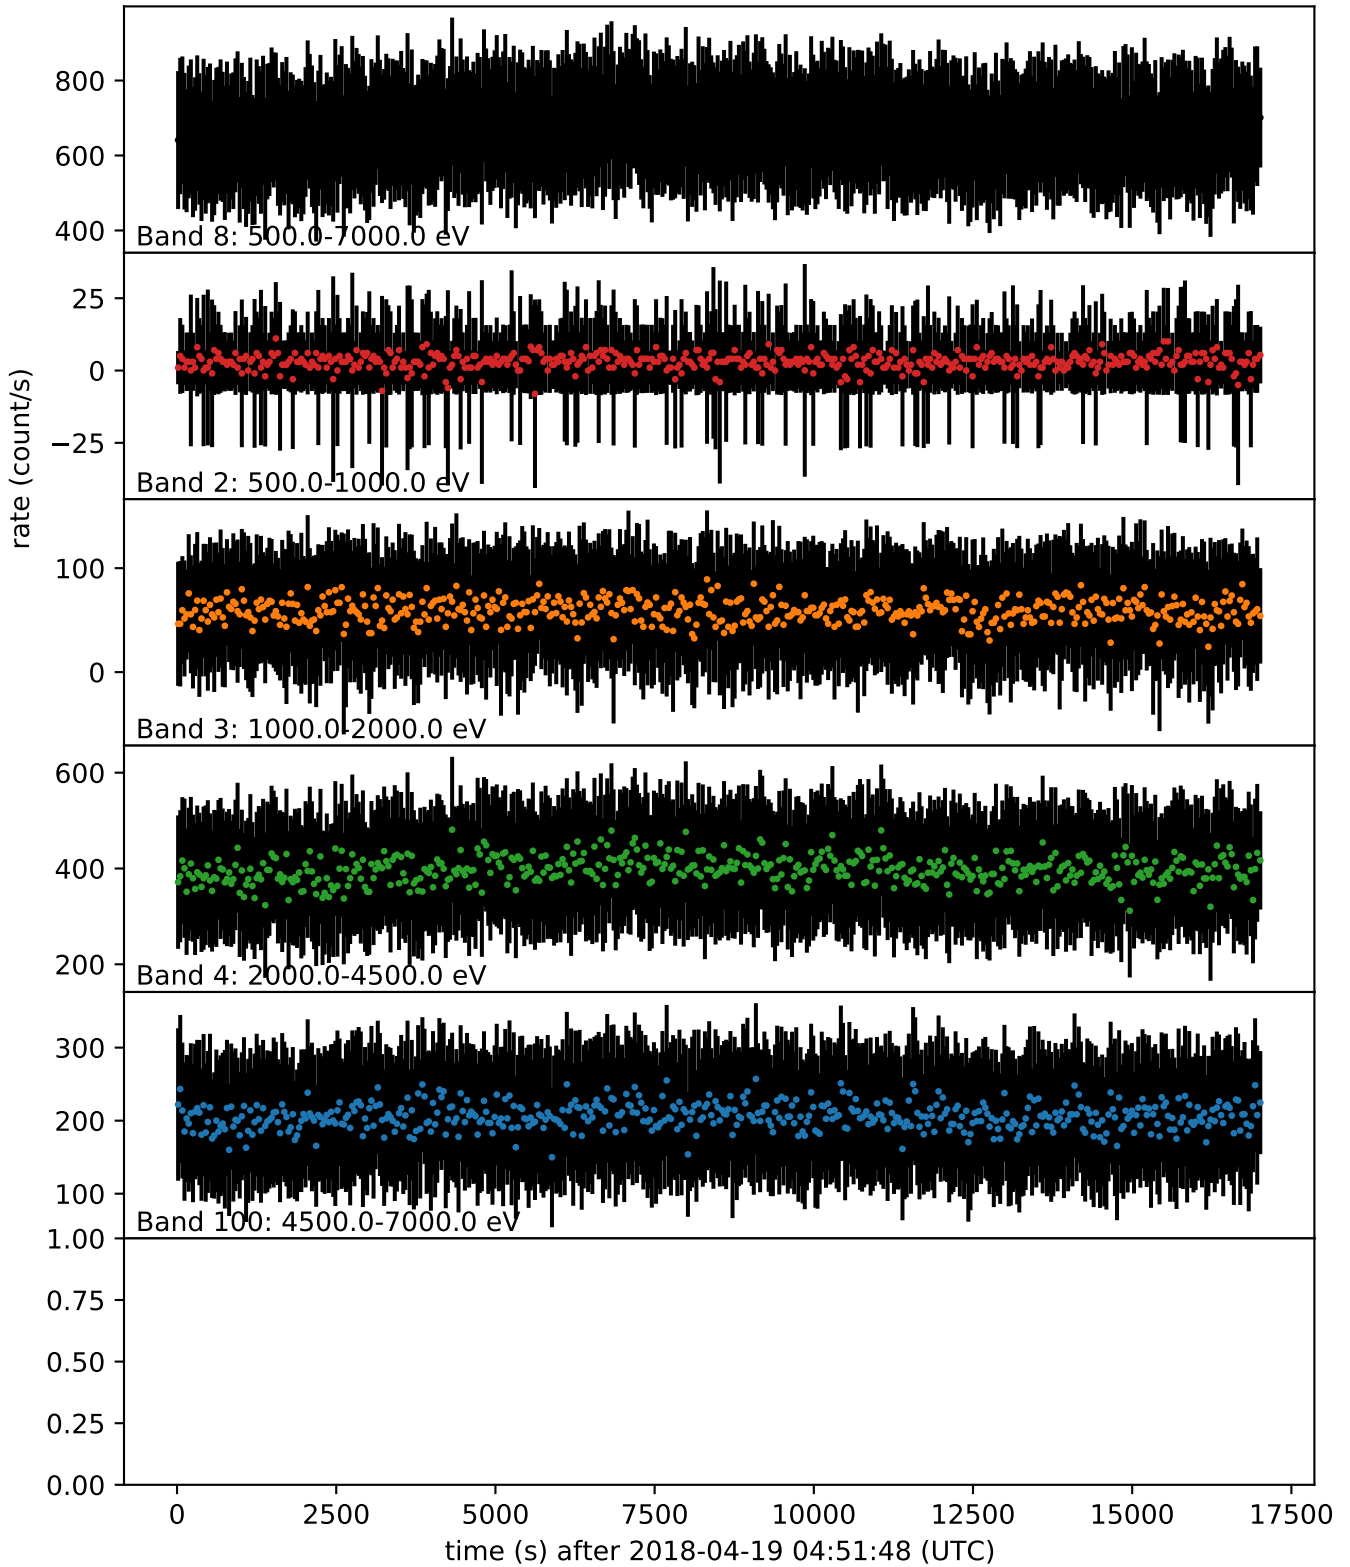 800
600
400
Band 8: 500.0-7000.0 eV
25
0
−25
Band 2: 500.0-1000.0 eV
rate (count/s)
100
0
Band 3: 1000.0-2000.0 eV
600
400
200
Band 4: 2000.0-4500.0 eV
300
200
100
Band 100: 4500.0-7000.0 eV
1.00
0.75
0.50
0.25
0.00
0 2500 5000 7500 10000 12500 15000 17500
time (s) after 2018-04-19 04:51:48 (UTC)